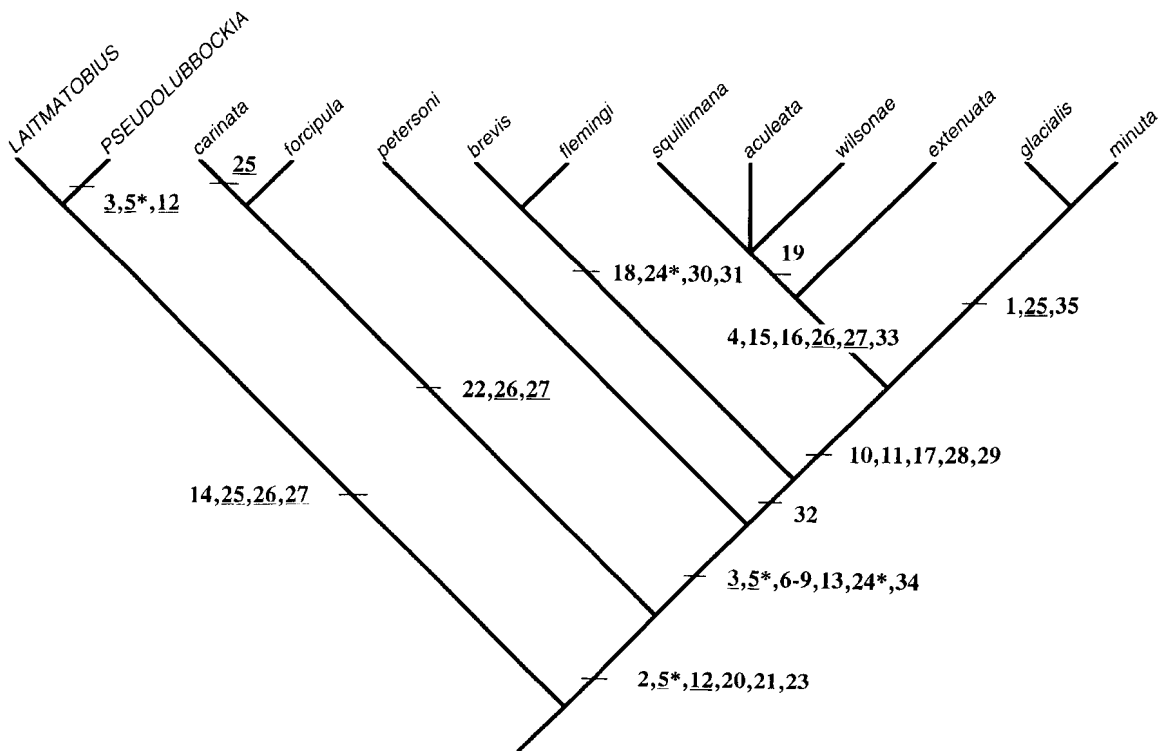 LAITMATOBIUS
PSEUDOLUBBOCKIA
carinata
forcipula
petersoni
brevis
flemingi
squillimana
aculeata
wilsonae
extenuata
glacialis
minuta
25
3,5*,12
19
18,24*,30,31
1,25,35
4,15,16,26,27,33
22,26,27
10,11,17,28,29
14,25,26,27
32
3,5*,6-9,13,24*,34
2,5*,12,20,21,23